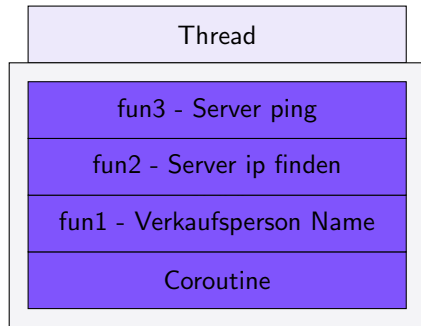 Thread
fun3 - Server ping
fun2 - Server ip finden
fun1 - Verkaufsperson Name
Coroutine